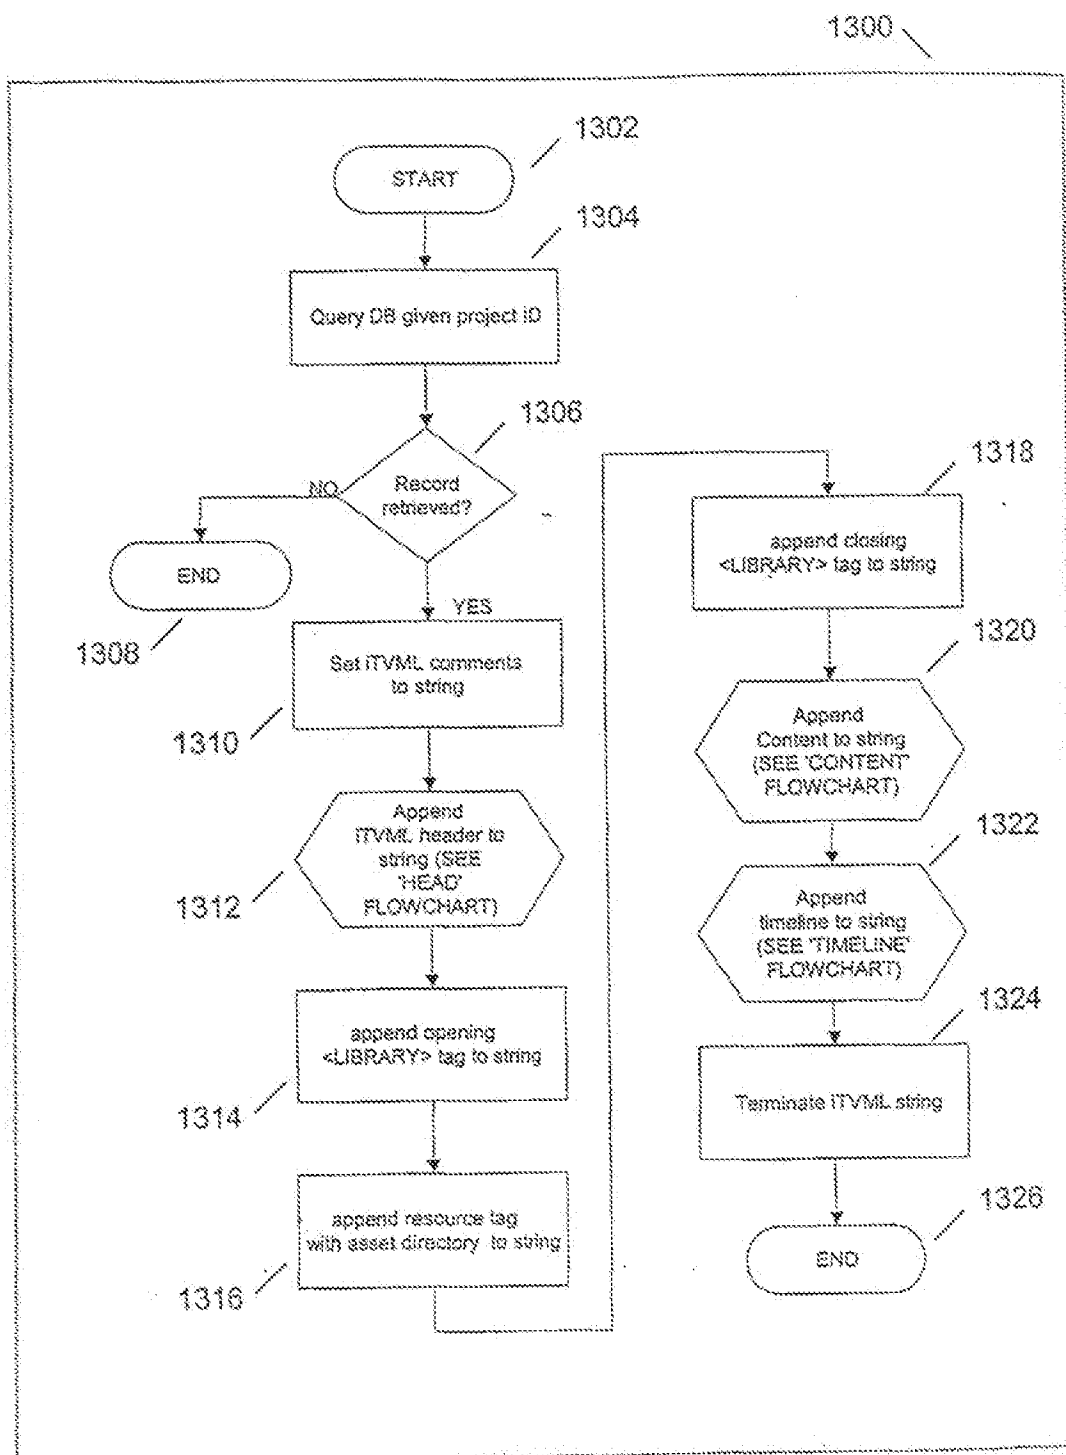 1300
1302
START
1304
Query DB given project ID
1306
Record
retrieved?
NO
END
1308
YES
Set iTVML comments
to string
1310
Append
iTVML header to
string (SEE
'HEAD'
FLOWCHART)
1312
append opening
<LIBRARY> tag to string
1314
append resource tag
with asset directory to string
1316
1318
append closing
<LIBRARY> tag to string
1320
Append
Content to string
(SEE 'CONTENT'
FLOWCHART)
1322
Append
timeline to string
(SEE 'TIMELINE'
FLOWCHART)
1324
Terminate iTVML string
1326
END